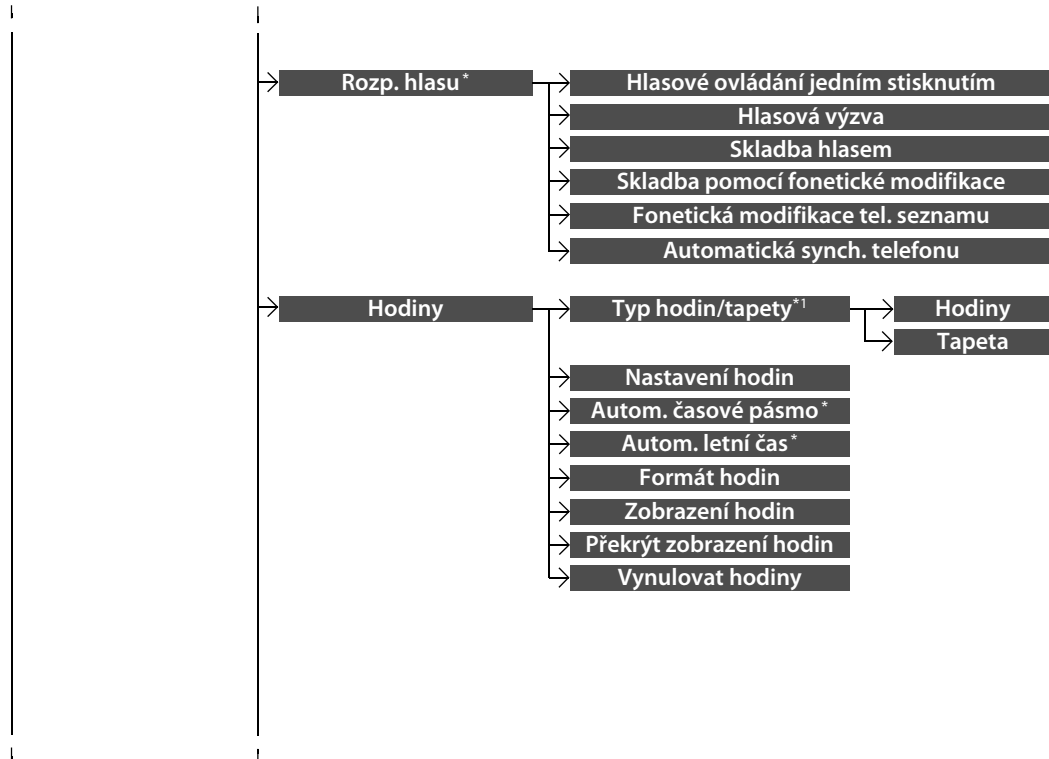 Rozp. hlasu*
Hlasové ovládání jedním stisknutím
Hlasová výzva
Skladba hlasem
Skladba pomocí fonetické modifikace
Fonetická modifikace tel. seznamu
Automatická synch. telefonu
Hodiny
Typ hodin/tapety*1
Hodiny
Tapeta
Nastavení hodin
Autom. časové pásmo*
Autom. letní čas*
Formát hodin
Zobrazení hodin
Překrýt zobrazení hodin
Vynulovat hodiny